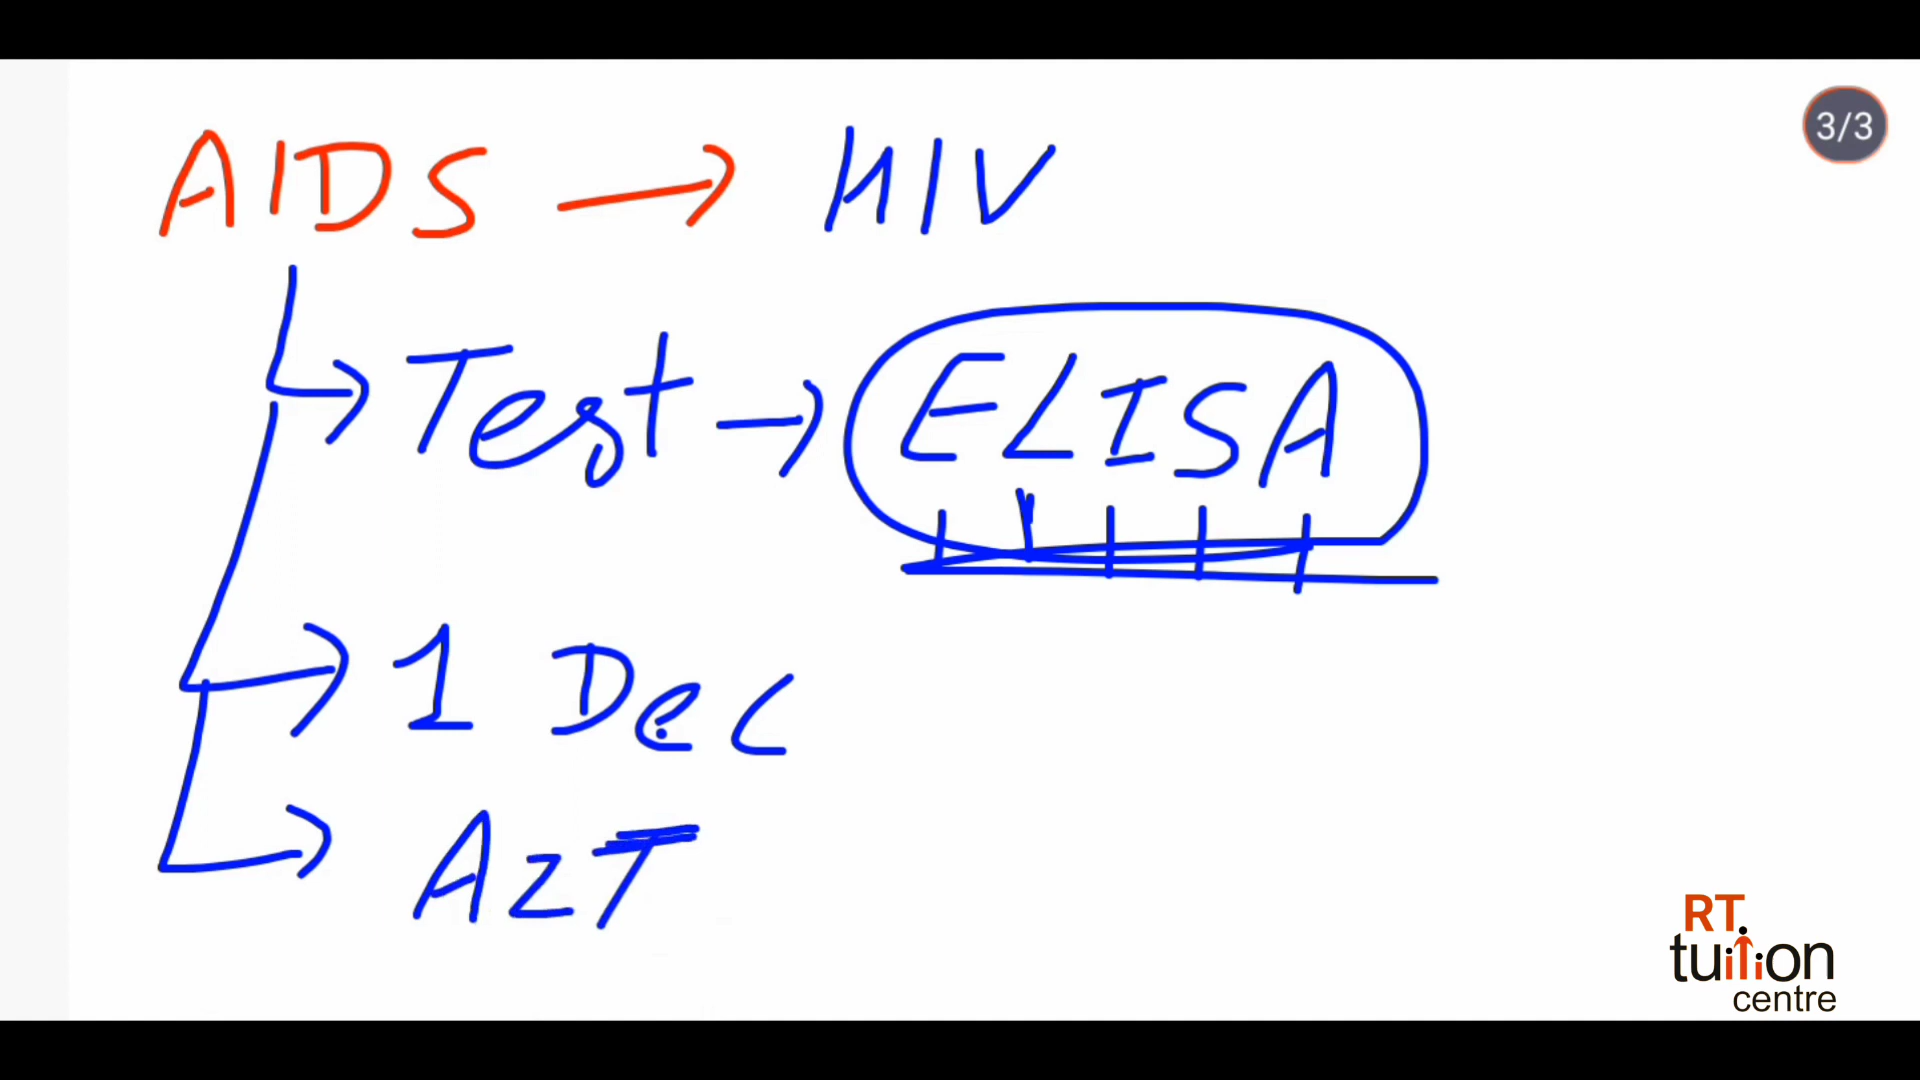 3/3
AIDS → HIV
Test → ELISA
1 Dec
AZT
RT
tuition
centre